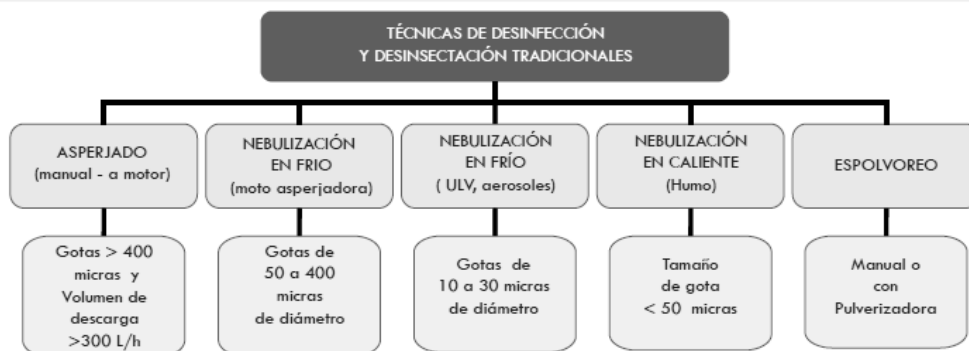 TÉCNICAS DE DESINFECCIÓN
Y DESINSECTACIÓN TRADICIONALES
ASPERJADO
(manual - a motor)
NEBULIZACIÓN
EN FRIO
(moto asperjadora)
NEBULIZACIÓN
EN FRÍO
( ULV, aerosoles)
NEBULIZACIÓN
EN CALIENTE
(Humo)
ESPOLVOREO
Gotas > 400
micras y
Volumen de
descarga
>300 L/h
Gotas de
50 a 400
micras
de diámetro
Gotas de
10 a 30 micras
de diámetro
Tamaño
de gota
< 50 micras
Manual o
con
Pulverizadora